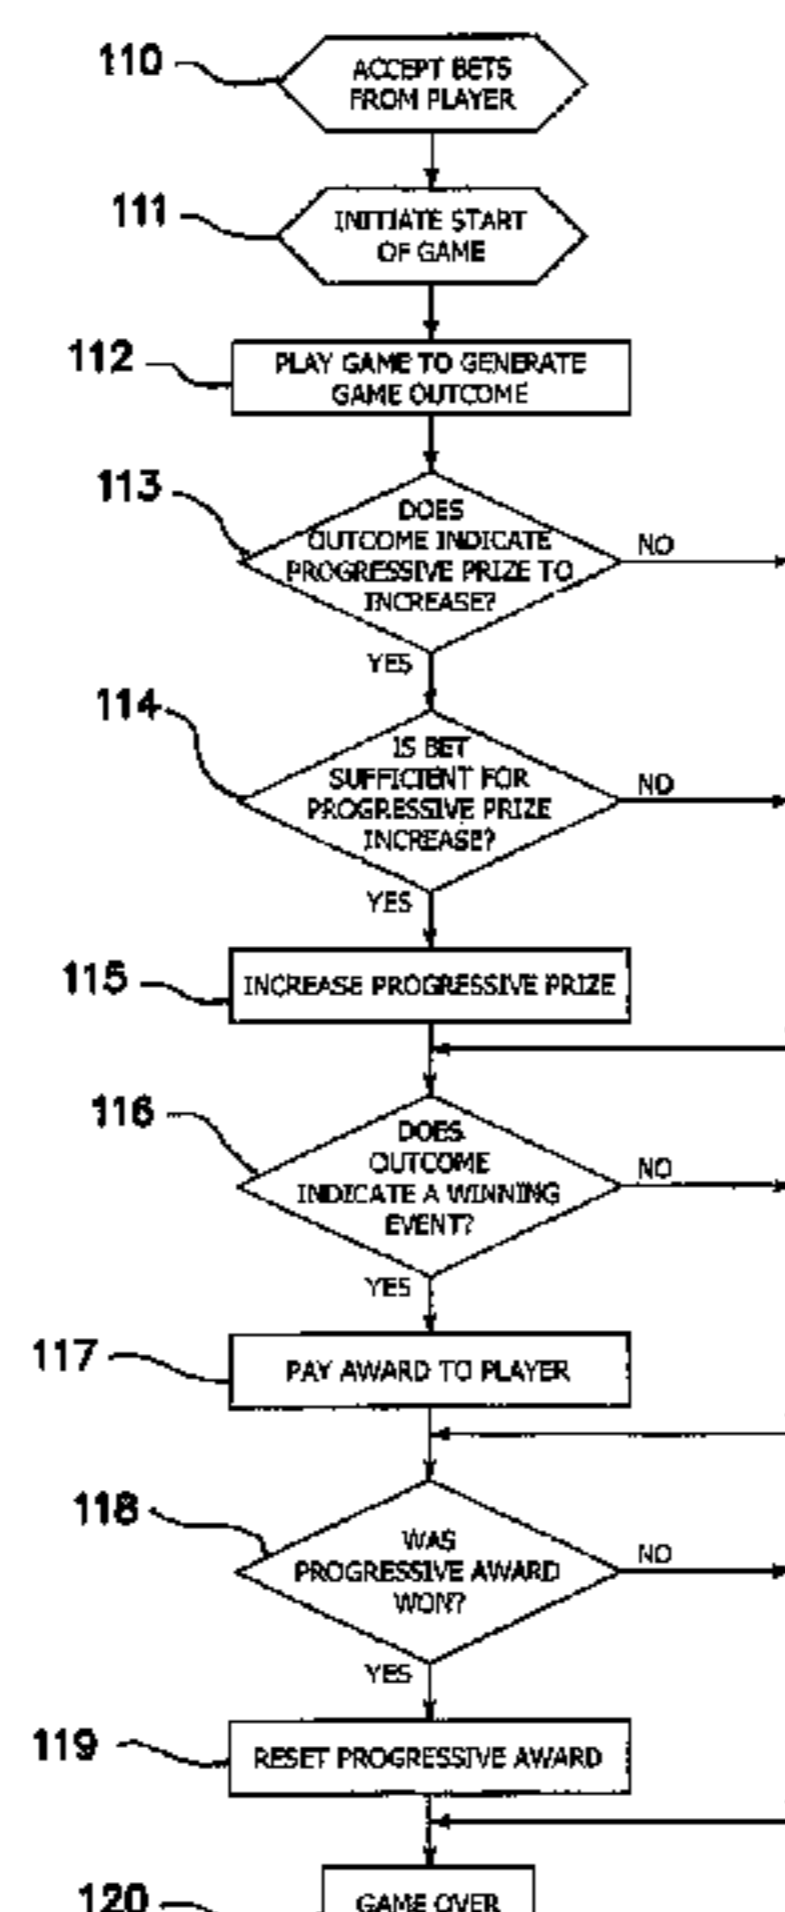 110
ACCEPT BETS
FROM PLAYER
111
INITIATE START
OF GAME
112
PLAY GAME TO GENERATE
GAME OUTCOME
113
DOES
OUTCOME INDICATE
PROGRESSIVE PRIZE TO
INCREASE?
NO
YES
114
IS BET
SUFFICIENT FOR
PROGRESSIVE PRIZE
INCREASE?
NO
YES
115
INCREASE PROGRESSIVE PRIZE
116
DOES
OUTCOME
INDICATE A WINNING
EVENT?
NO
YES
117
PAY AWARD TO PLAYER
118
WAS
PROGRESSIVE AWARD
WON?
NO
YES
119
RESET PROGRESSIVE AWARD
120
GAME OVER